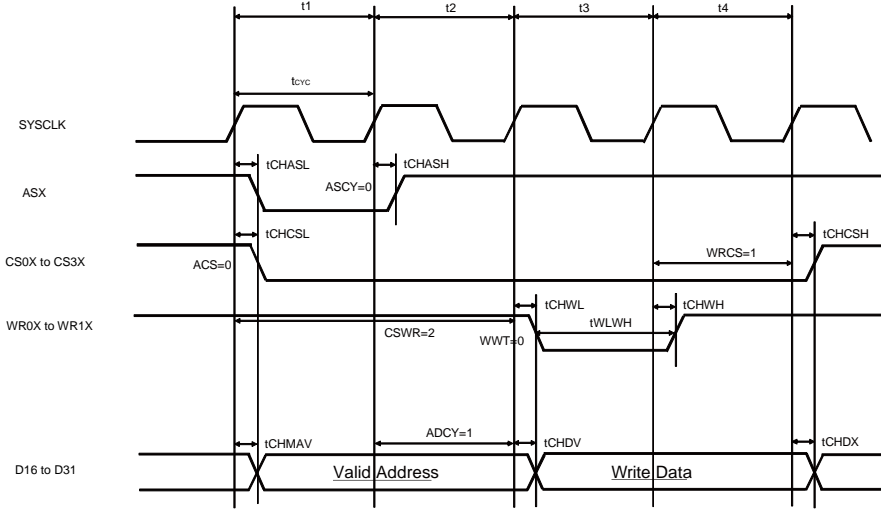 t1 t2 t3 t4
tCYC
SYSCLK
tCHASL tCHASH
ASX ASCY=0
tCHCSL tCHCSH
CS0X to CS3X ACS=0 WRCS=1
tCHWL tCHWH
WR0X to WR1X tWLWH
CSWR=2 WWT=0
tCHMAV ADCY=1 tCHDV tCHDX
D16 to D31 Valid Address Write Data